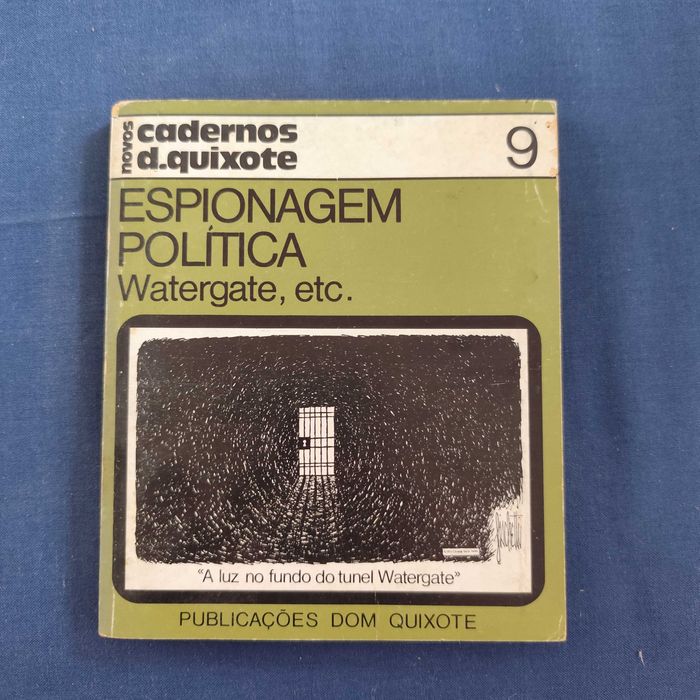 novos
cadernos
d.quixote
9
ESPIONAGEM
POLÍTICA
Watergate, etc.
«A luz no fundo do tunel Watergate»
PUBLICAÇÕES DOM QUIXOTE